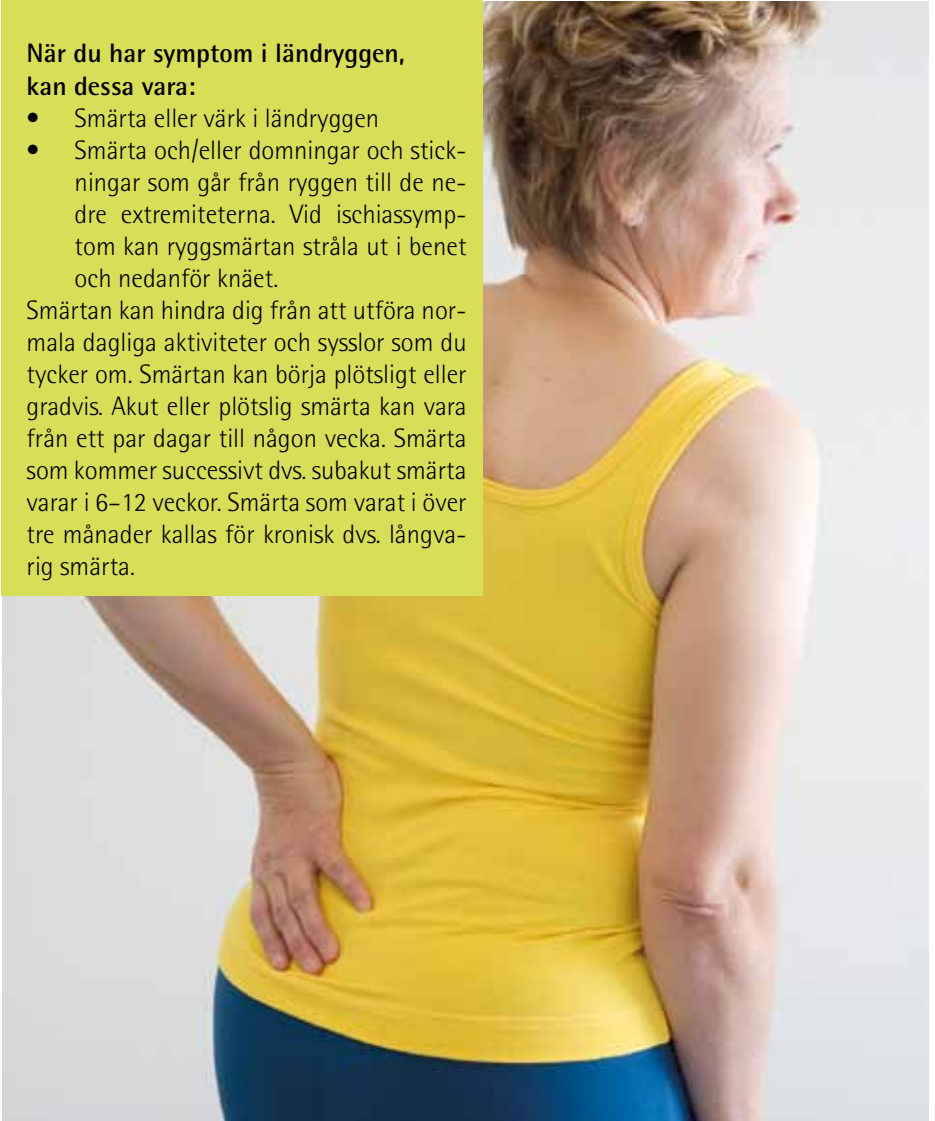 När du har symptom i ländryggen,
kan dessa vara:
• Smärta eller värk i ländryggen
• Smärta och/eller domningar och stick-
ningar som går från ryggen till de ne-
dre extremiteterna. Vid ischiassymp-
tom kan ryggsmärtan stråla ut i benet
och nedanför knäet.
Smärtan kan hindra dig från att utföra nor-
mala dagliga aktiviteter och sysslor som du
tycker om. Smärtan kan börja plötsligt eller
gradvis. Akut eller plötslig smärta kan vara
från ett par dagar till någon vecka. Smärta
som kommer successivt dvs. subakut smärta
varar i 6–12 veckor. Smärta som varat i över
tre månader kallas för kronisk dvs. långva-
rig smärta.